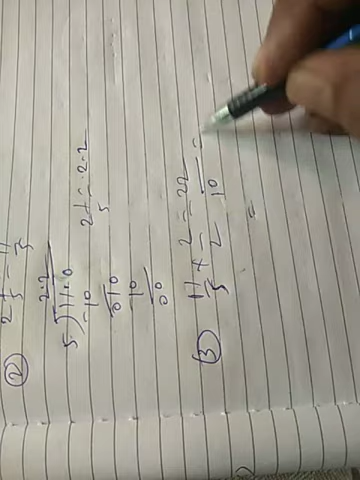 ② 2 1/5 = 11/5
2.2
5)11.0
-10
010
10
00
2 1/5 = 2.2
③ 11/5 × 2/2 = 22/10 =
=